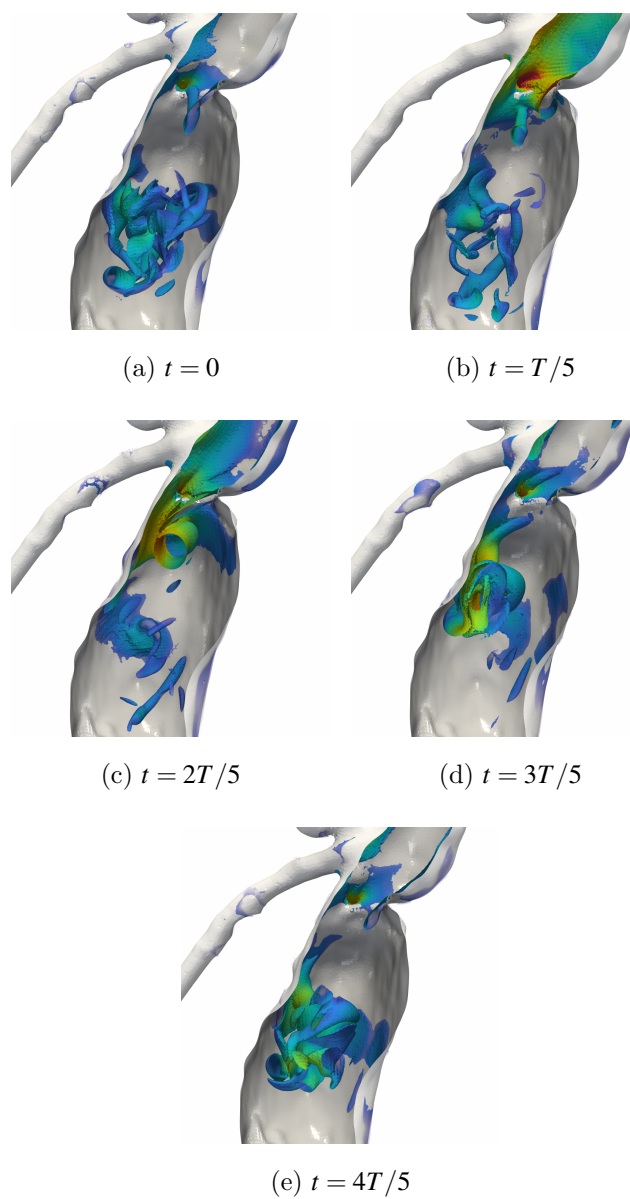 (a) t = 0
(b) t = T/5
(c) t = 2T/5
(d) t = 3T/5
(e) t = 4T/5